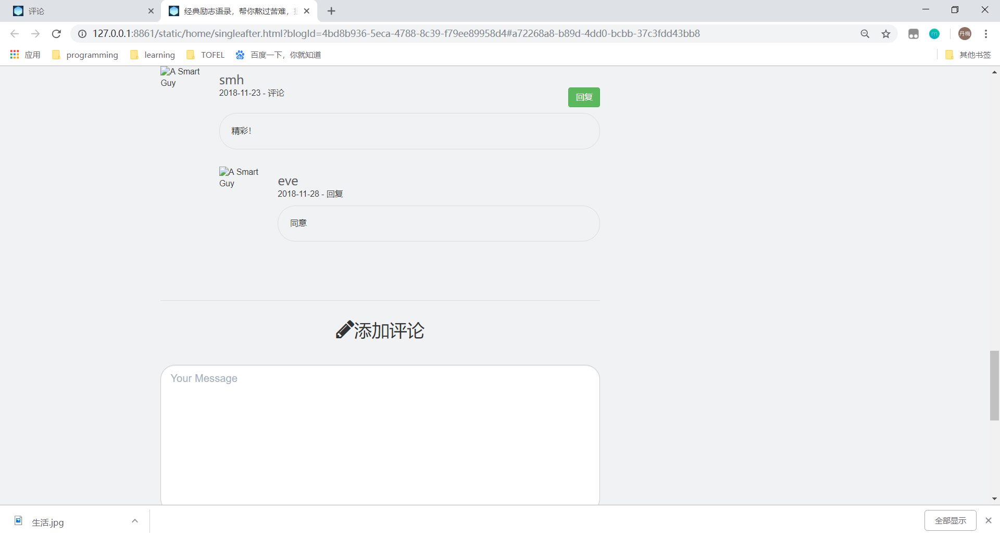 评论
经典励志语录，帮你熬过苦难，
127.0.0.1:8861/static/home/singleafter.html?blogId=4bd8b936-5eca-4788-8c39-f79ee89958d4#a72268a8-b89d-4dd0-bcbb-37c3fdd43bb8
丹梅
应用
programming
learning
TOFEL
百度一下，你就知道
其他书签
A Smart
Guy
smh
2018-11-23 - 评论
回复
精彩！
A Smart
Guy
eve
2018-11-28 - 回复
同意
添加评论
Your Message
生活.jpg
全部显示